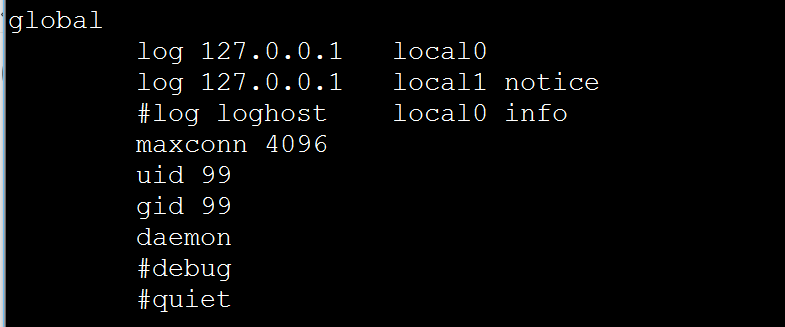 global
log 127.0.0.1 local0
log 127.0.0.1 local1 notice
#log loghost local0 info
maxconn 4096
uid 99
gid 99
daemon
#debug
#quiet